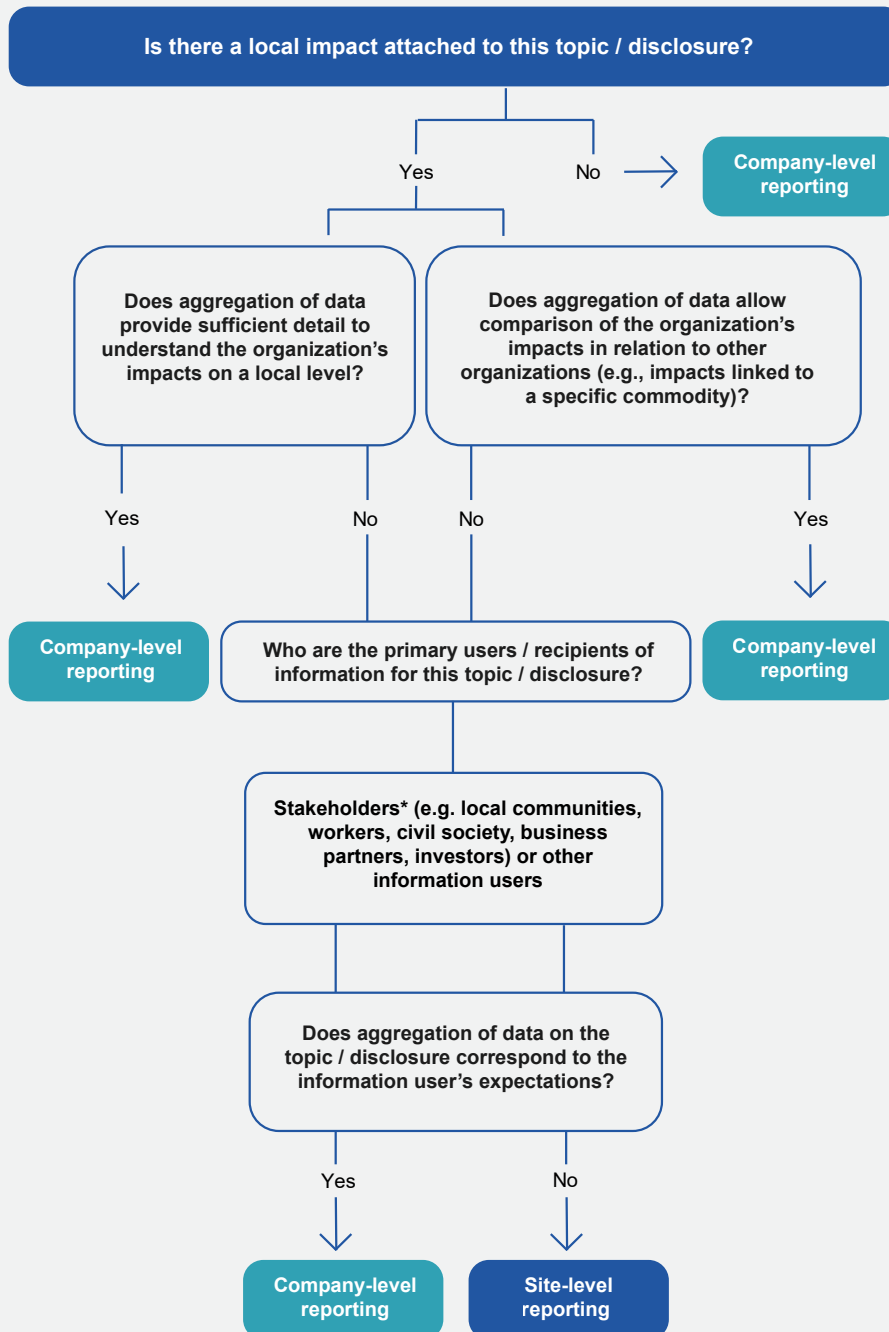 Is there a local impact attached to this topic / disclosure?
Yes
No
Company-level
reporting
Does aggregation of data
provide sufficient detail to
understand the organization’s
impacts on a local level?
Does aggregation of data allow
comparison of the organization’s
impacts in relation to other
organizations (e.g., impacts linked to
a specific commodity)?
Yes
No
No
Yes
Company-level
reporting
Who are the primary users / recipients of
information for this topic / disclosure?
Company-level
reporting
Stakeholders* (e.g. local communities,
workers, civil society, business
partners, investors) or other
information users
Does aggregation of data on the
topic / disclosure correspond to the
information user’s expectations?
Yes
No
Company-level
reporting
Site-level
reporting